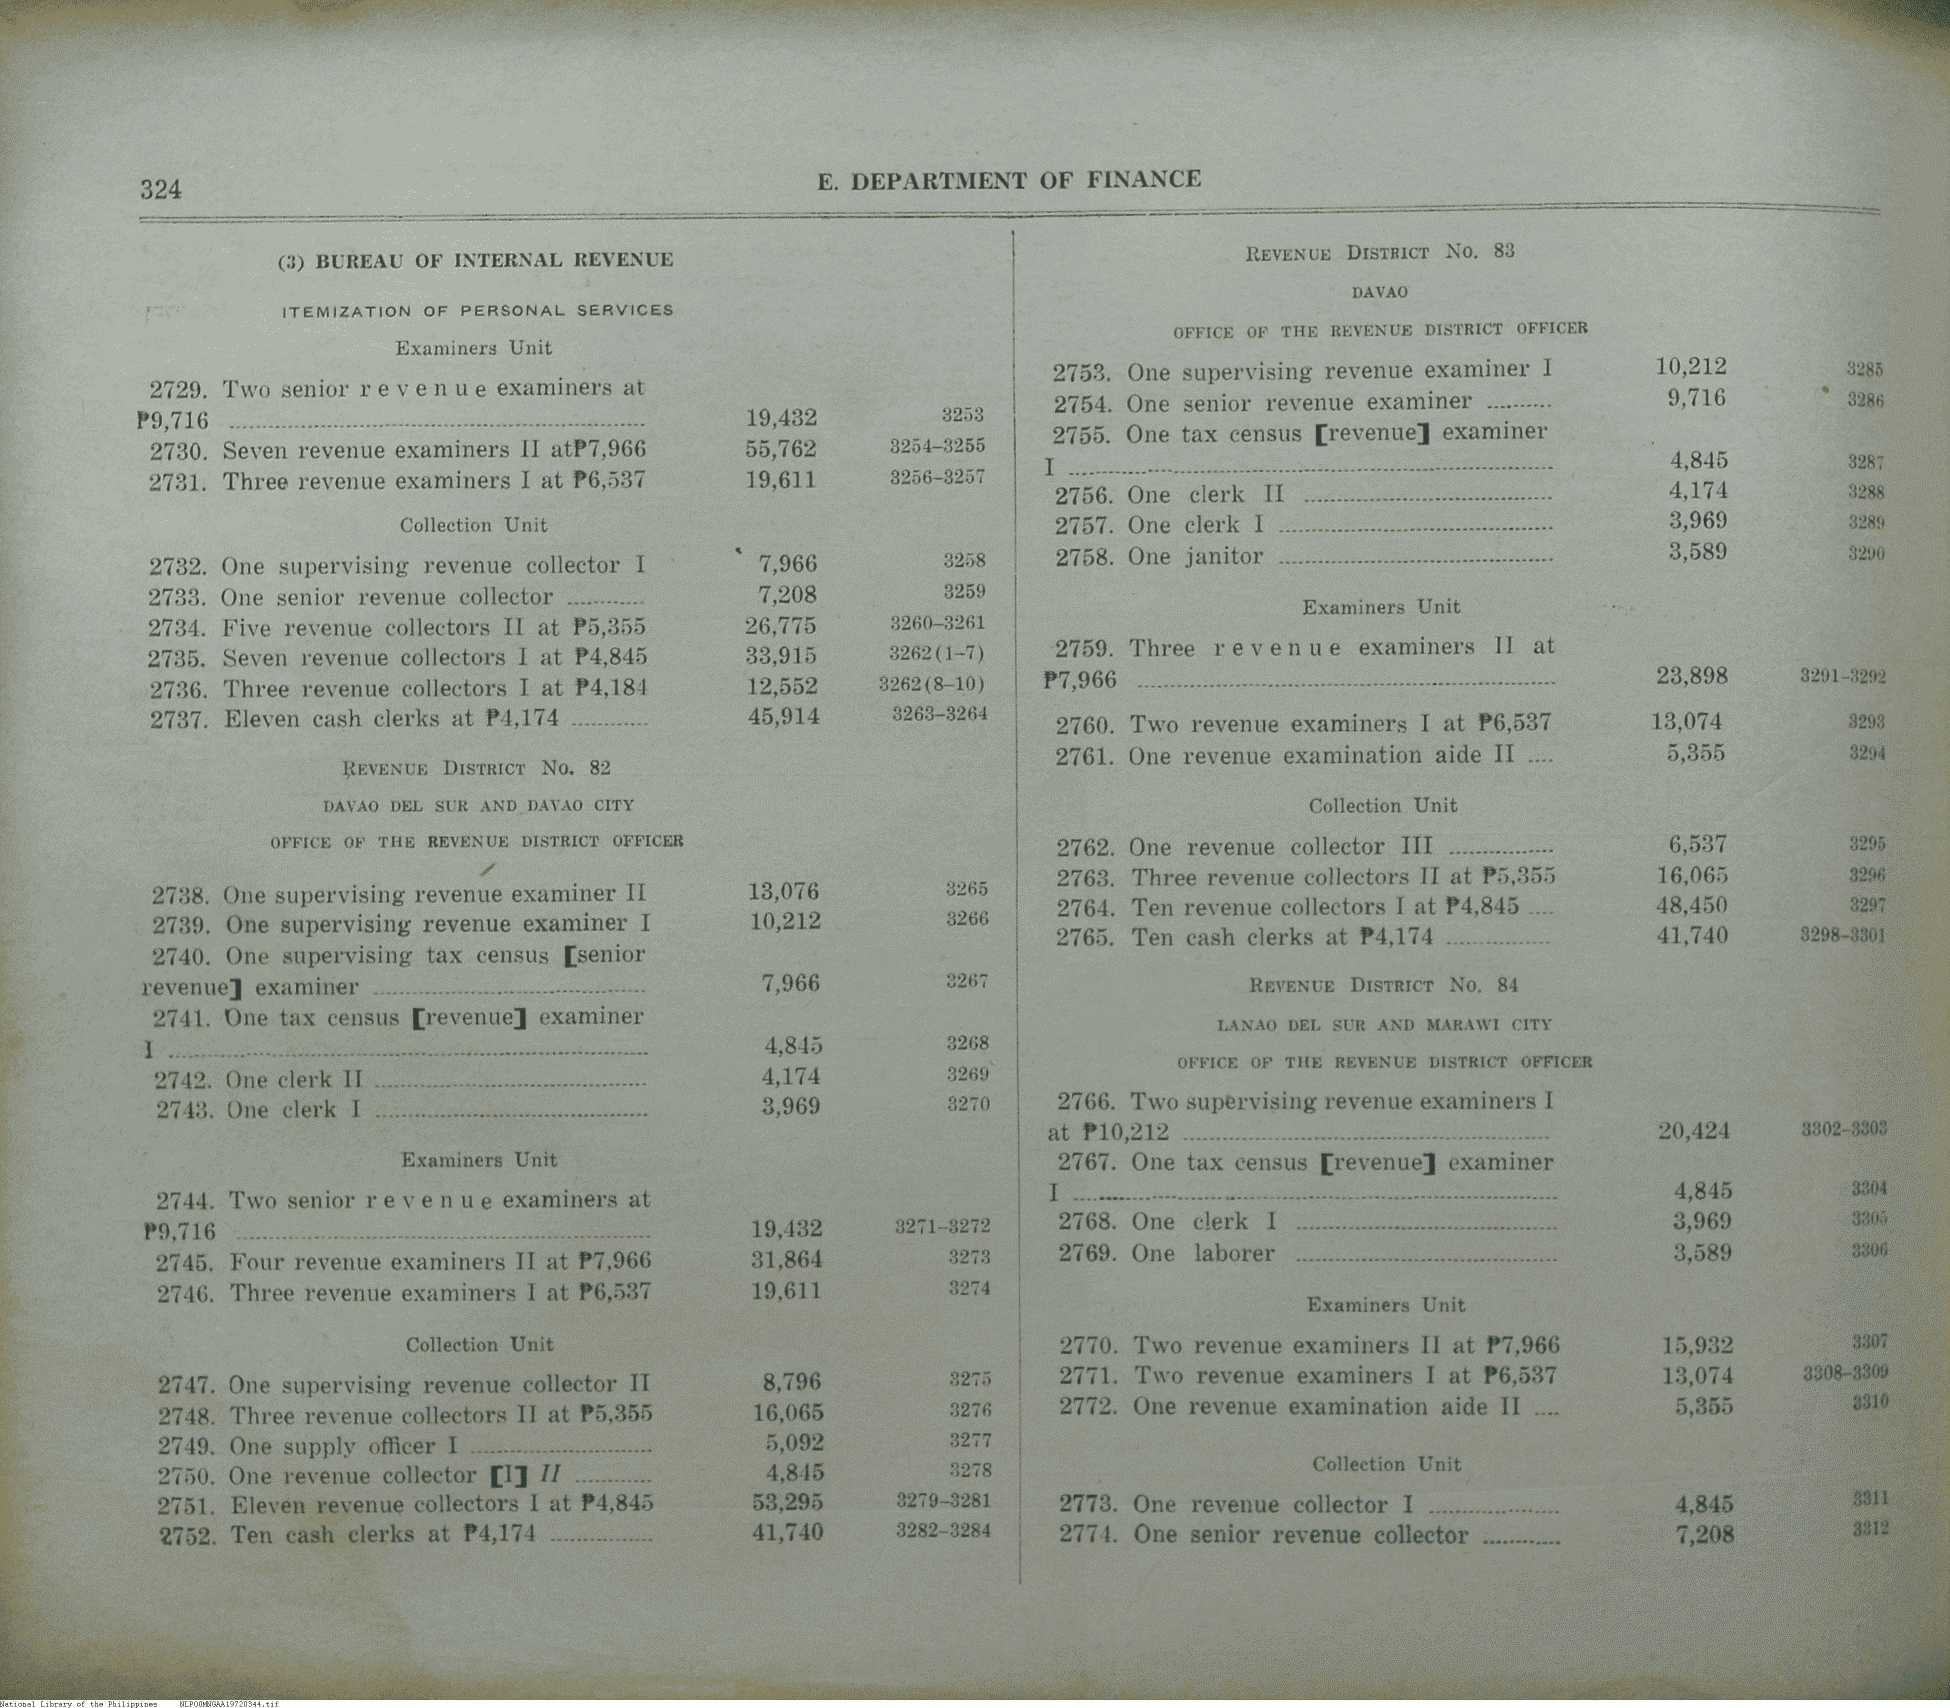 324
E. DEPARTMENT OF FINANCE
(3) BUREAU OF INTERNAL REVENUE
ITEMIZATION OF PERSONAL SERVICES
Examiners Unit
2729. Two senior revenue examiners at
₱9,716 ........ 19,432 3253
2730. Seven revenue examiners II at₱7,966 55,762 3254–3255
2731. Three revenue examiners I at ₱6,537 19,611 3256–3257
Collection Unit
2732. One supervising revenue collector I 7,966 3258
2733. One senior revenue collector ........ 7,208 3259
2734. Five revenue collectors II at ₱5,355 26,775 3260–3261
2735. Seven revenue collectors I at ₱4,845 33,915 3262(1–7)
2736. Three revenue collectors I at ₱4,184 12,552 3262(8–10)
2737. Eleven cash clerks at ₱4,174 ........ 45,914 3263–3264
REVENUE DISTRICT NO. 82
DAVAO DEL SUR AND DAVAO CITY
OFFICE OF THE REVENUE DISTRICT OFFICER
2738. One supervising revenue examiner II 13,076 3265
2739. One supervising revenue examiner I 10,212 3266
2740. One supervising tax census [senior
revenue] examiner ........ 7,966 3267
2741. One tax census [revenue] examiner
I ........ 4,845 3268
2742. One clerk II ........ 4,174 3269
2743. One clerk I ........ 3,969 3270
Examiners Unit
2744. Two senior revenue examiners at
₱9,716 ........ 19,432 3271–3272
2745. Four revenue examiners II at ₱7,966 31,864 3273
2746. Three revenue examiners I at ₱6,537 19,611 3274
Collection Unit
2747. One supervising revenue collector II 8,796 3275
2748. Three revenue collectors II at ₱5,355 16,065 3276
2749. One supply officer I ........ 5,092 3277
2750. One revenue collector [I] II ........ 4,845 3278
2751. Eleven revenue collectors I at ₱4,845 53,295 3279–3281
2752. Ten cash clerks at ₱4,174 ........ 41,740 3282–3284
REVENUE DISTRICT NO. 83
DAVAO
OFFICE OF THE REVENUE DISTRICT OFFICER
2753. One supervising revenue examiner I 10,212 3285
2754. One senior revenue examiner ........ 9,716 3286
2755. One tax census [revenue] examiner
I ........ 4,845 3287
2756. One clerk II ........ 4,174 3288
2757. One clerk I ........ 3,969 3289
2758. One janitor ........ 3,589 3290
Examiners Unit
2759. Three revenue examiners II at
₱7,966 ........ 23,898 3291–3292
2760. Two revenue examiners I at ₱6,537 13,074 3293
2761. One revenue examination aide II .... 5,355 3294
Collection Unit
2762. One revenue collector III ........ 6,537 3295
2763. Three revenue collectors II at ₱5,355 16,065 3296
2764. Ten revenue collectors I at ₱4,845 .... 48,450 3297
2765. Ten cash clerks at ₱4,174 ........ 41,740 3298–3301
REVENUE DISTRICT NO. 84
LANAO DEL SUR AND MARAWI CITY
OFFICE OF THE REVENUE DISTRICT OFFICER
2766. Two supervising revenue examiners I
at ₱10,212 ........ 20,424 3302–3303
2767. One tax census [revenue] examiner
I ........ 4,845 3304
2768. One clerk I ........ 3,969 3305
2769. One laborer ........ 3,589 3306
Examiners Unit
2770. Two revenue examiners II at ₱7,966 15,932 3307
2771. Two revenue examiners I at ₱6,537 13,074 3308–3309
2772. One revenue examination aide II .... 5,355 3310
Collection Unit
2773. One revenue collector I ........ 4,845 3311
2774. One senior revenue collector ........ 7,208 3312
National Library of the Philippines NLPO0MNGAA19720344.tif